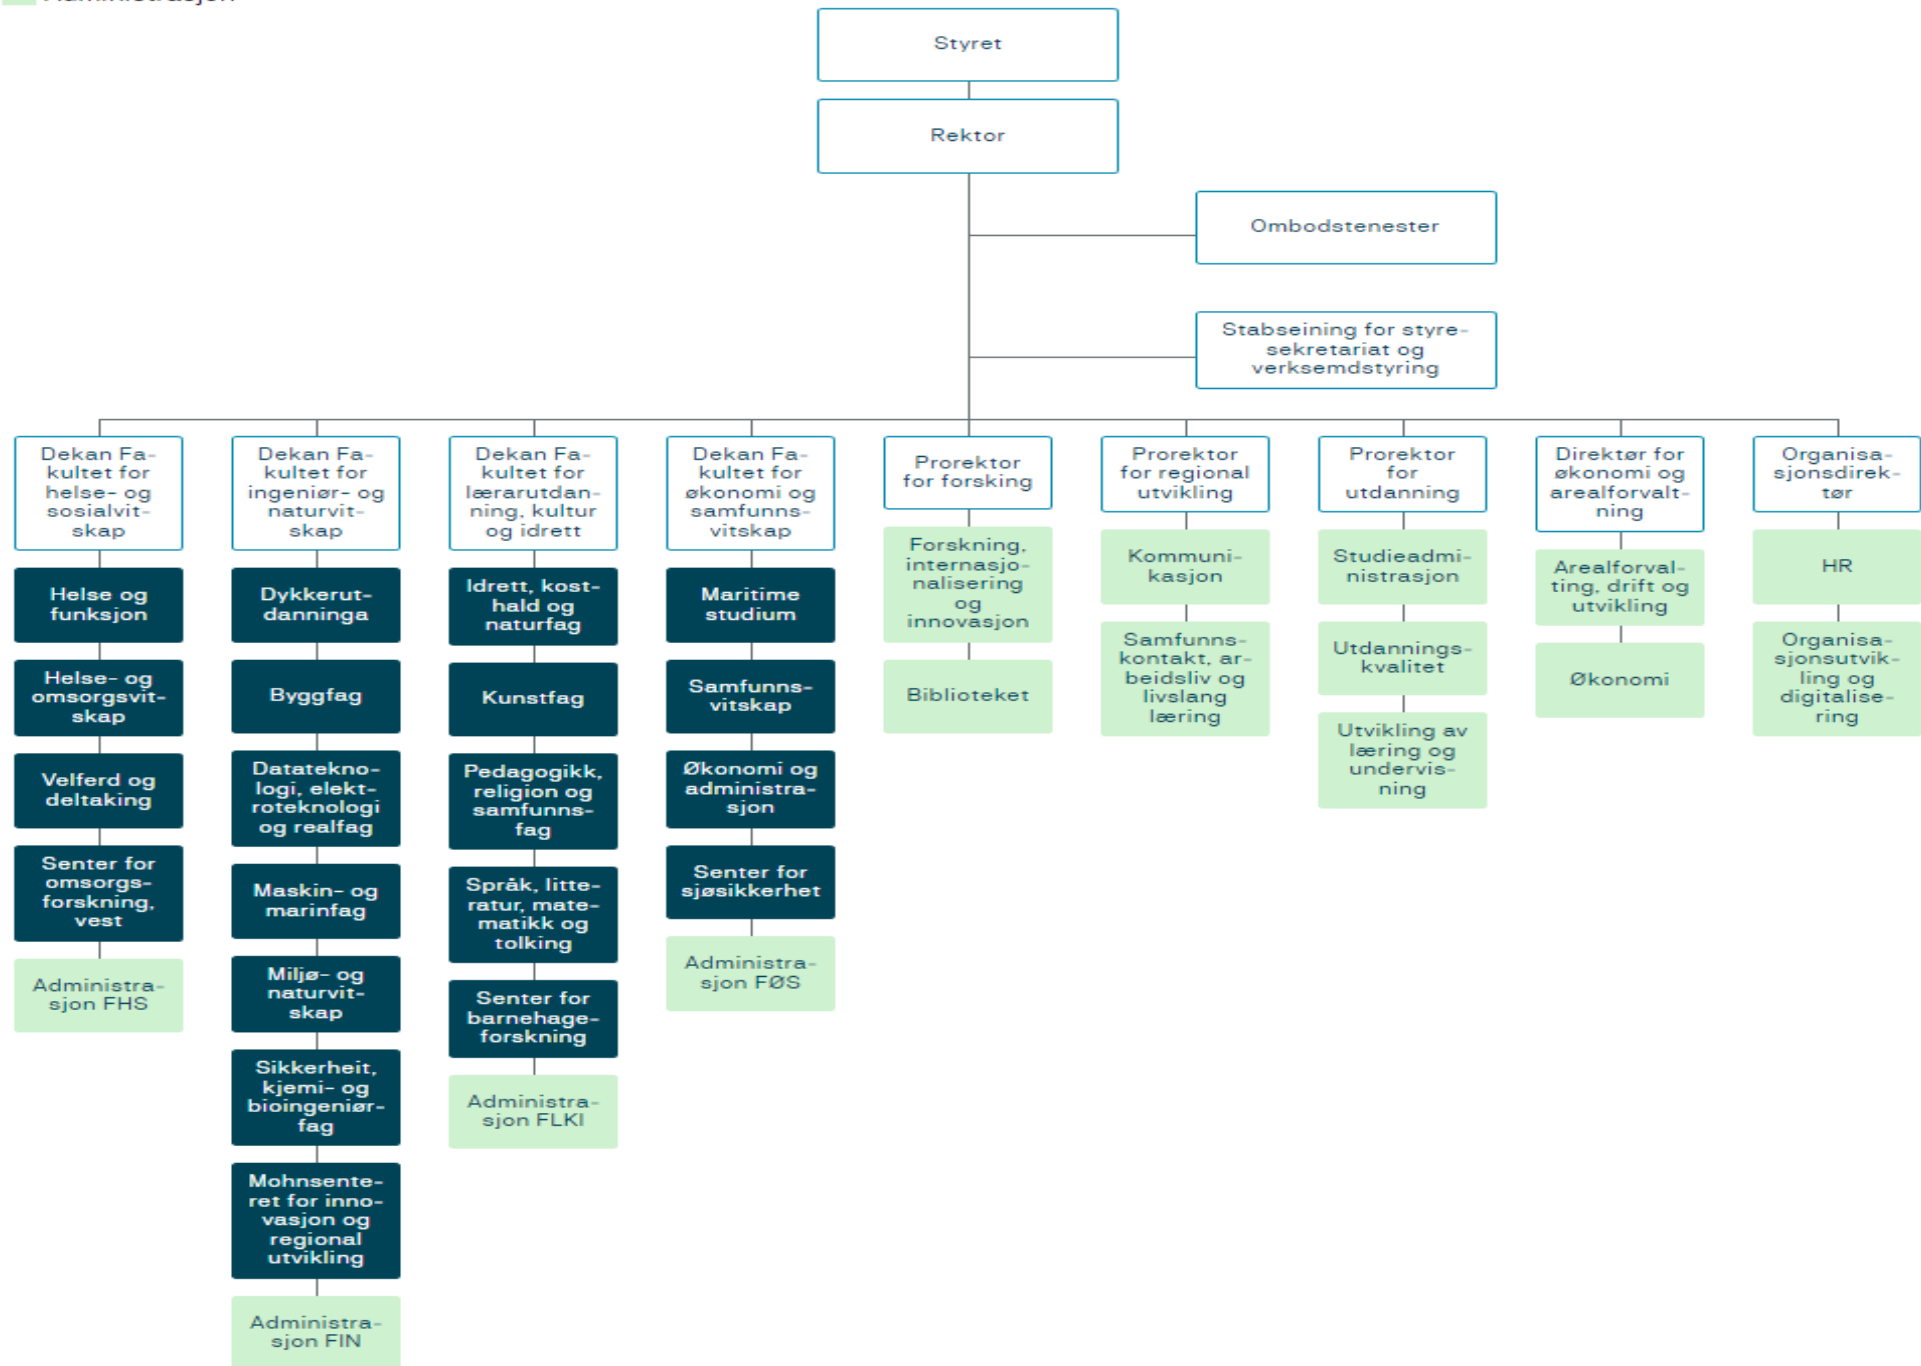 Administrasjon
Styret
Rektor
Ombodstenester
Stabseining for styre-
sekretariat og
verksemdstyring
Dekan Fa-
kultet for
helse- og
sosialvit-
skap
Helse og
funksjon
Helse- og
omsorgsvit-
skap
Velferd og
deltaking
Senter for
omsorgs-
forskning,
vest
Administra-
sjon FHS
Dekan Fa-
kultet for
ingeniør- og
naturvit-
skap
Dykkerut-
danninga
Byggfag
Datatekno-
logi, elekt-
roteknologi
og realfag
Maskin- og
marinfag
Miljø- og
naturvit-
skap
Sikkerheit,
kjemi- og
bioingeniør-
fag
Mohnsente-
ret for inno-
vasjon og
regional
utvikling
Administra-
sjon FIN
Dekan Fa-
kultet for
lærarutdan-
ning, kultur
og idrett
Idrett, kost-
hald og
naturfag
Kunstfag
Pedagogikk,
religion og
samfunns-
fag
Språk, litte-
ratur, mate-
matikk og
tolking
Senter for
barnehage-
forskning
Administra-
sjon FLKI
Dekan Fa-
kultet for
økonomi og
samfunns-
vitskap
Maritime
studium
Samfunns-
vitskap
Økonomi og
administra-
sjon
Senter for
sjøsikkerhet
Administra-
sjon FØS
Prorektor
for forsking
Forskning,
internasjo-
nalisering
og
innovasjon
Biblioteket
Prorektor
for regional
utvikling
Kommuni-
kasjon
Samfunns-
kontakt, ar-
beidsliv og
livslang
læring
Prorektor
for
utdanning
Studieadmi-
nistrasjon
Utdannings-
kvalitet
Utvikling av
læring og
undervis-
ning
Direktør for
økonomi og
arealforvalt-
ning
Arealforval-
ting, drift og
utvikling
Økonomi
Organisa-
sjonsdirek-
tør
HR
Organisa-
sjonsutvik-
ling og
digitalise-
ring